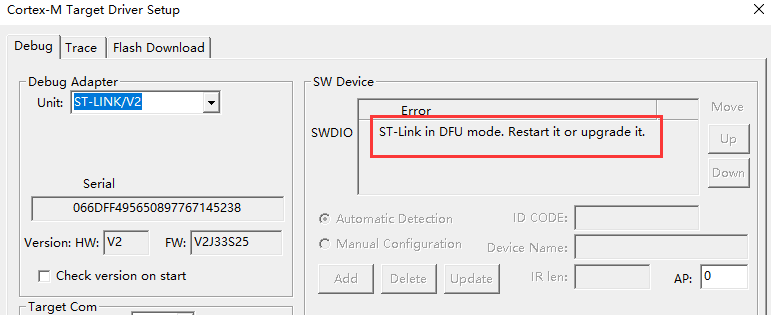 Cortex-M Target Driver Setup
Debug Trace Flash Download
Debug Adapter
Unit: ST-LINK/V2
Serial
066DFF495650897767145238
Version: HW: V2 FW: V2J33S25
Check version on start
Target Com
SW Device
Error
SWDIO ST-Link in DFU mode. Restart it or upgrade it.
Move
Up
Down
Automatic Detection
Manual Configuration
ID CODE:
Device Name:
Add Delete Update IR len: AP: 0